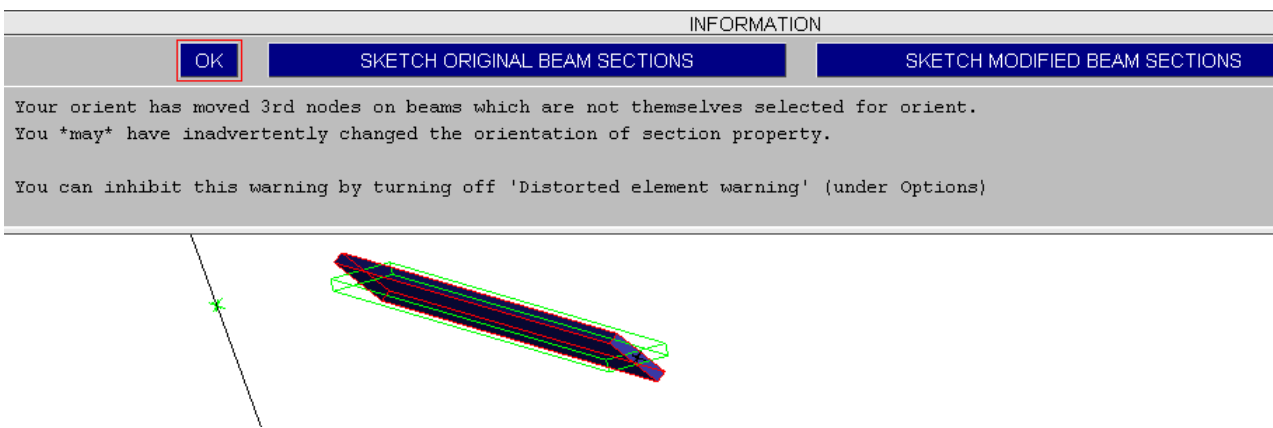 INFORMATION
OK
SKETCH ORIGINAL BEAM SECTIONS
SKETCH MODIFIED BEAM SECTIONS
Your orient has moved 3rd nodes on beams which are not themselves selected for orient.
You *may* have inadvertently changed the orientation of section property.
You can inhibit this warning by turning off 'Distorted element warning' (under Options)